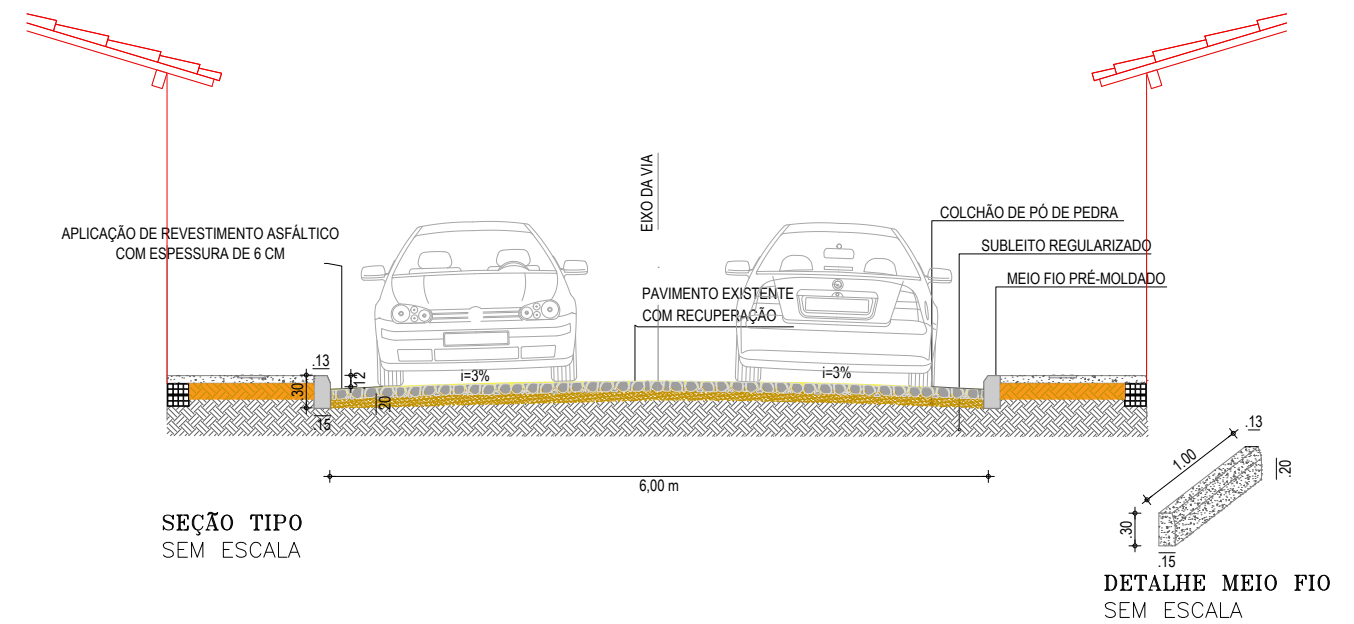 EIXO DA VIA
COLCHÃO DE PÓ DE PEDRA
APLICAÇÃO DE REVESTIMENTO ASFÁLTICO
COM ESPESSURA DE 6 CM
SUBLEITO REGULARIZADO
MEIO FIO PRÉ-MOLDADO
PAVIMENTO EXISTENTE
COM RECUPERAÇÃO
.13
12
i=3%
i=3%
.30
.20
.15
6,00 m
.13
1.00
.20
.30
.15
SEÇÃO TIPO
SEM ESCALA
DETALHE MEIO FIO
SEM ESCALA